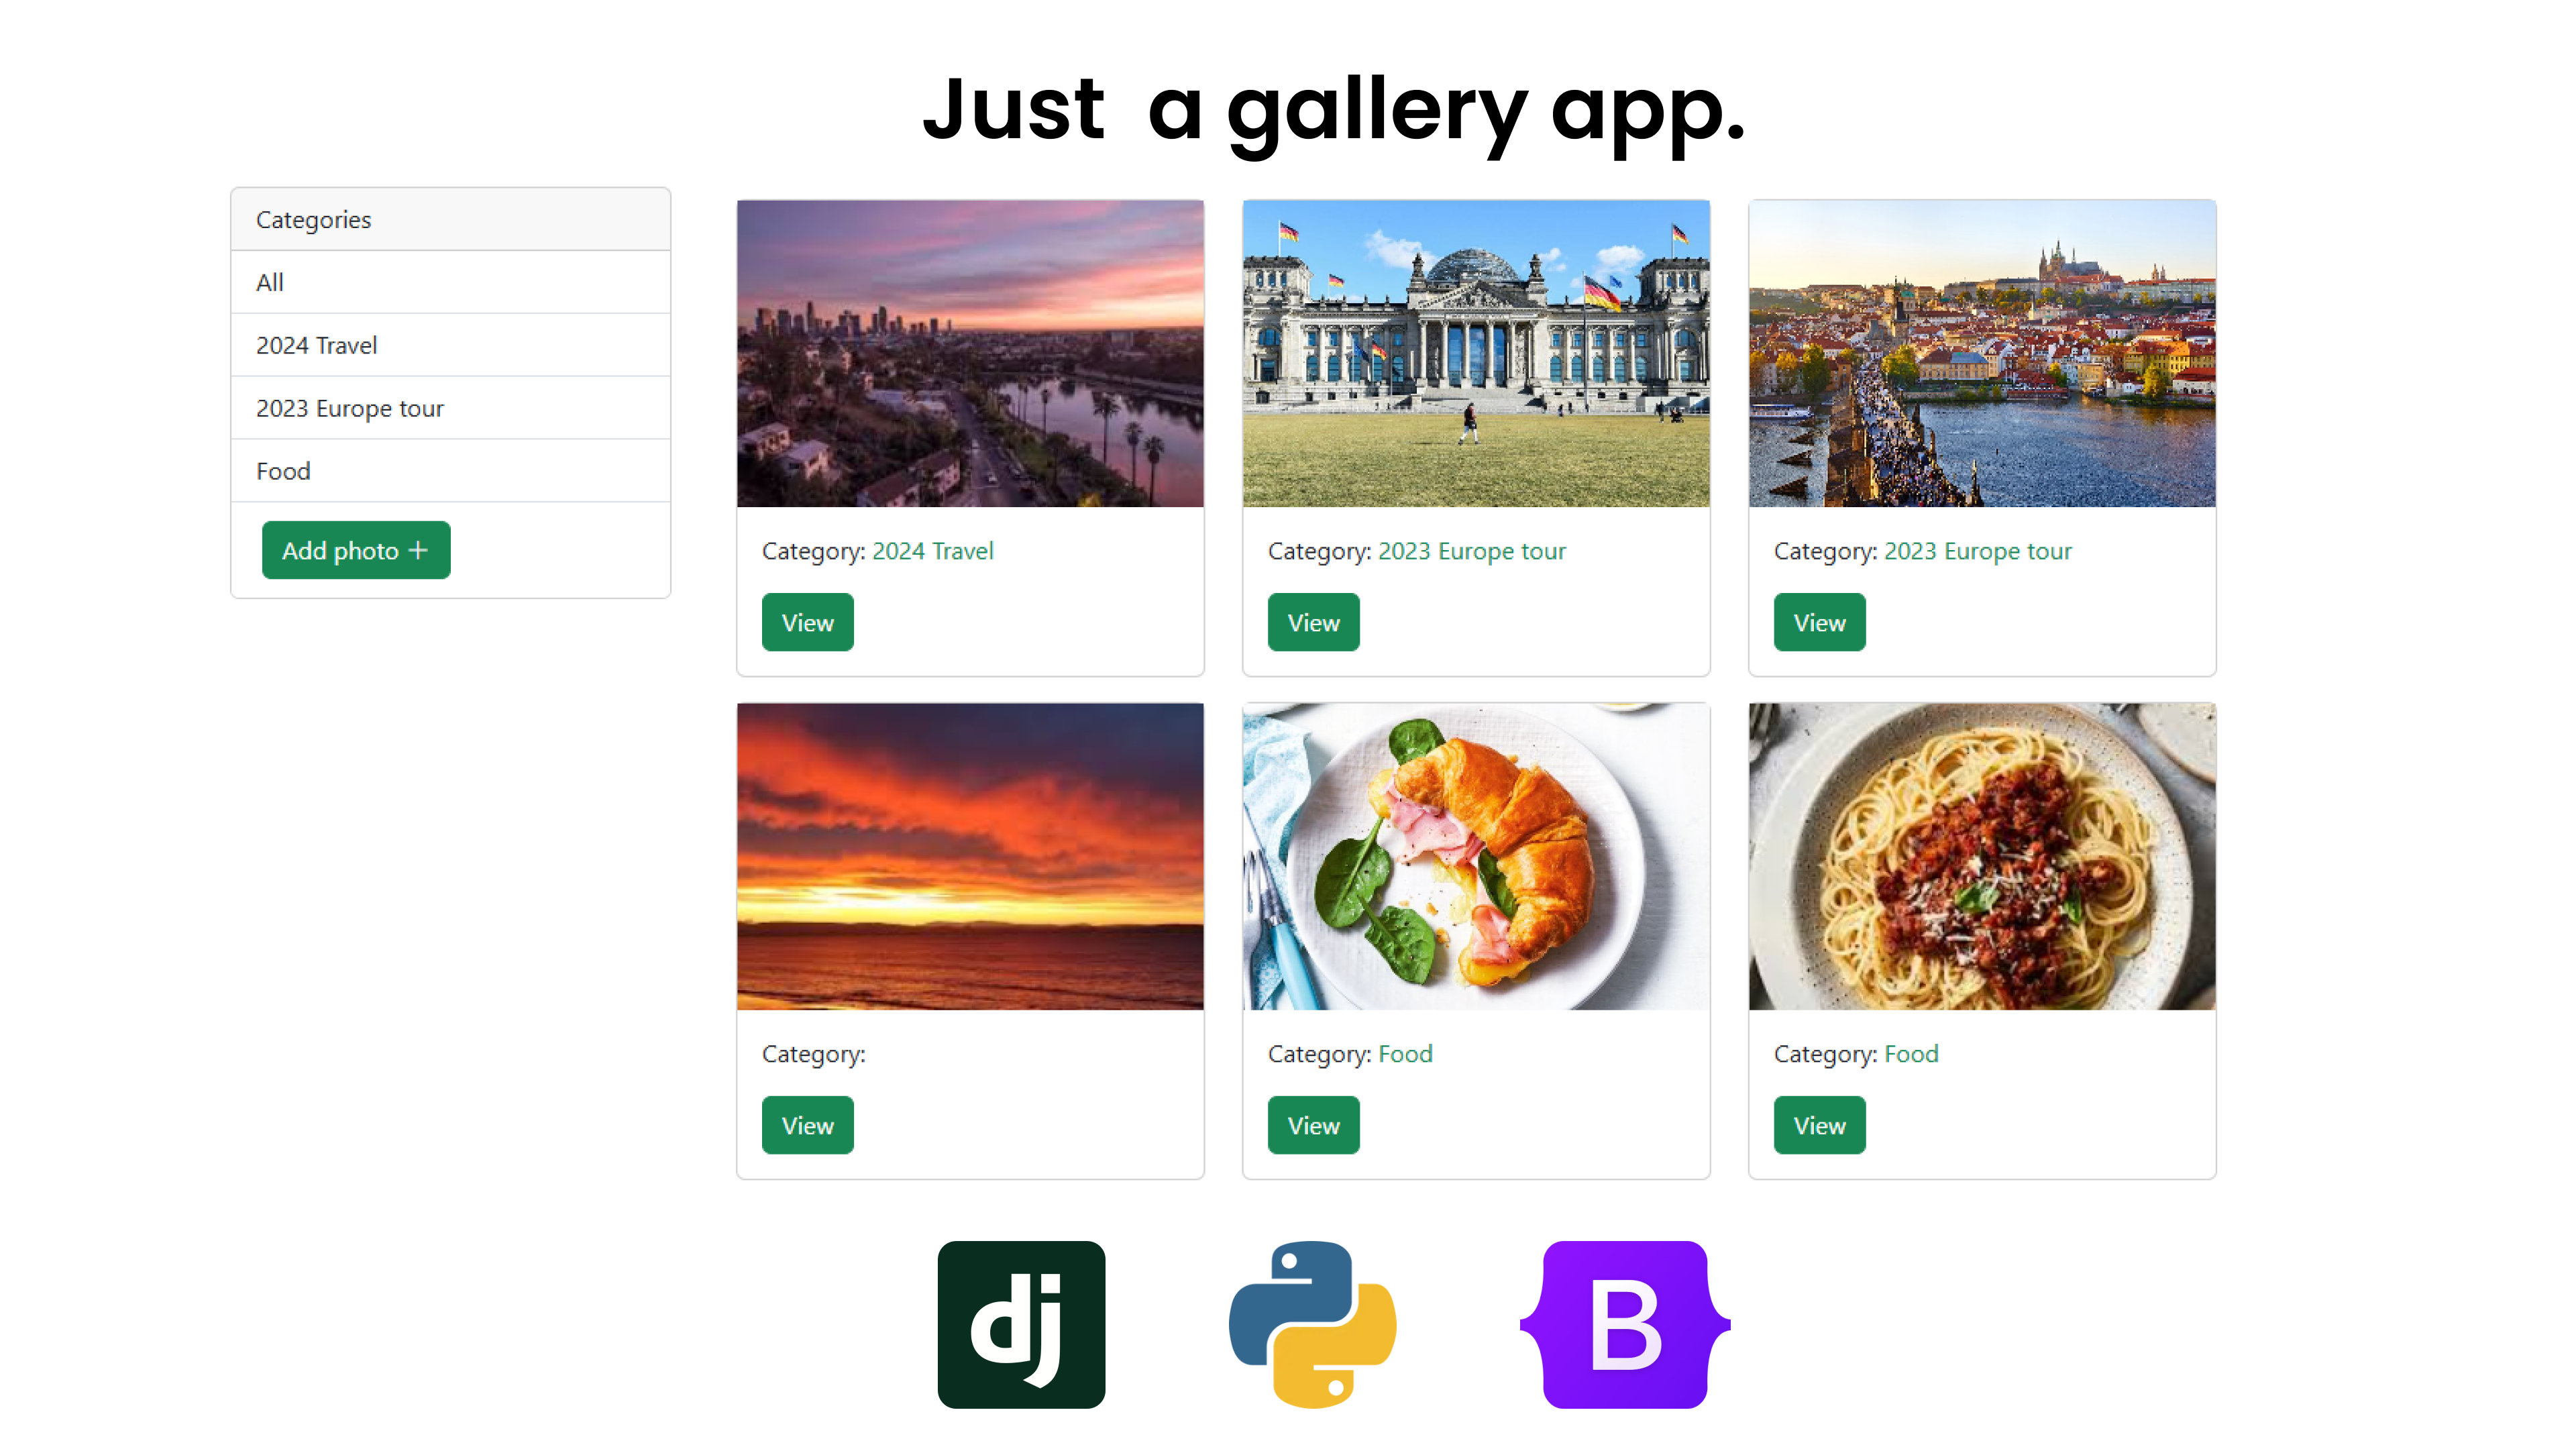 Just a gallery app.
Categories
All
2024 Travel
2023 Europe tour
Food
Add photo +
Category: 2024 Travel
View
Category: 2023 Europe tour
View
Category: 2023 Europe tour
View
Category:
View
Category: Food
View
Category: Food
View
dj
B